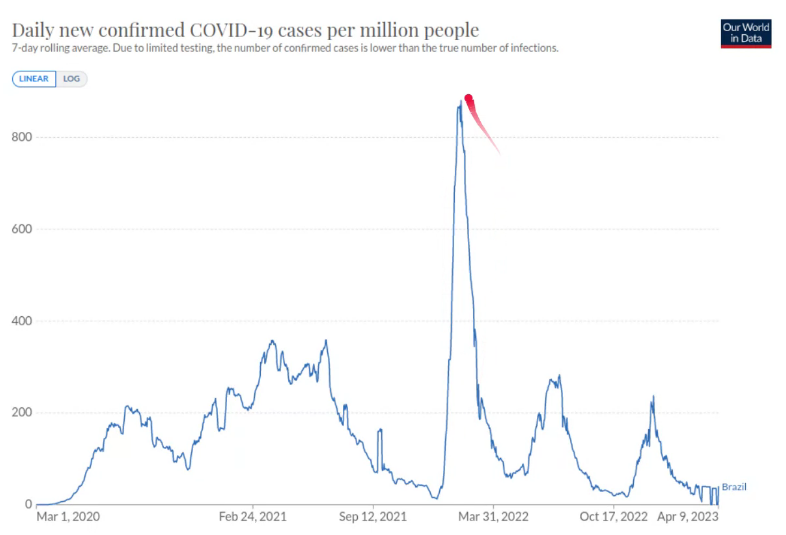 Daily new confirmed COVID-19 cases per million people
7-day rolling average. Due to limited testing, the number of confirmed cases is lower than the true number of infections.
Our World
in Data
LINEAR LOG
800
600
400
200
0
Brazil
Mar 1, 2020 Feb 24, 2021 Sep 12, 2021 Mar 31, 2022 Oct 17, 2022 Apr 9, 2023